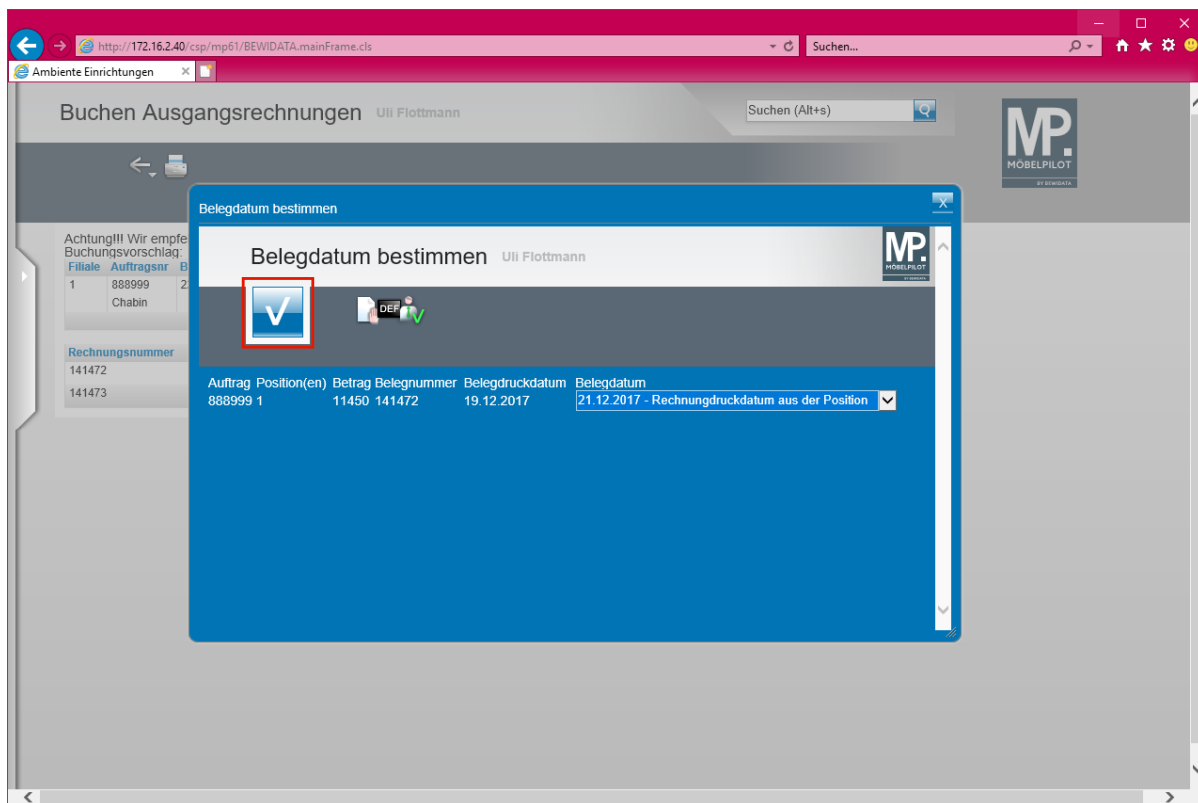 http://172.16.2.40/csp/mp61/BEWIDATA.mainFrame.cls
Suchen...
Ambiente Einrichtungen
Buchen Ausgangsrechnungen Uli Flottmann
Suchen (Alt+s)
MP.
MÖBELPILOT
BY BEWIDATA
Belegdatum bestimmen
X
Achtung!!! Wir empfe
Buchungsvorschlag:
Filiale Auftragsnr B
1 888999 2
Chabin
Rechnungsnummer
141472
141473
Belegdatum bestimmen Uli Flottmann
MP.
MÖBELPILOT
BY BEWIDATA
DEF
Auftrag Position(en) Betrag Belegnummer Belegdruckdatum Belegdatum
888999 1 11450 141472 19.12.2017 21.12.2017 - Rechnungdruckdatum aus der Position